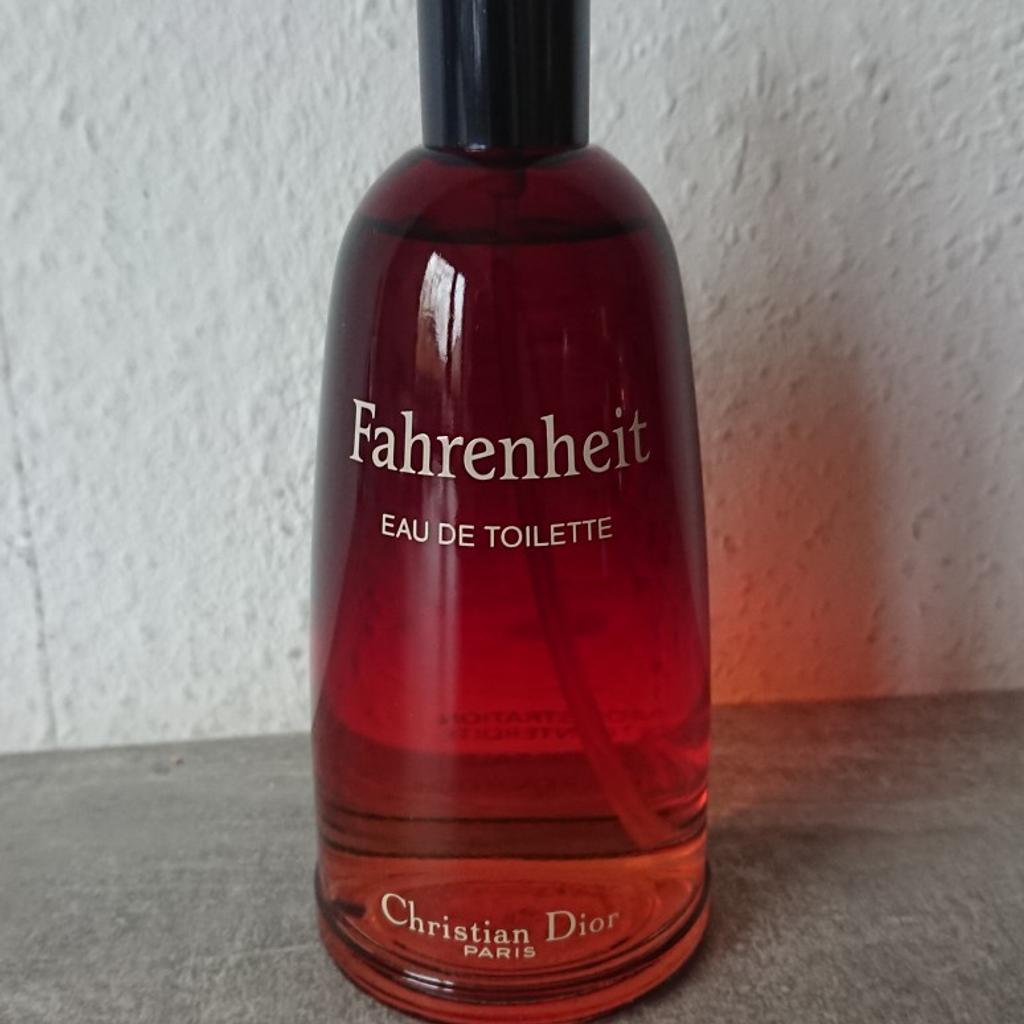 Fahrenheit
EAU DE TOILETTE
Christian Dior
PARIS